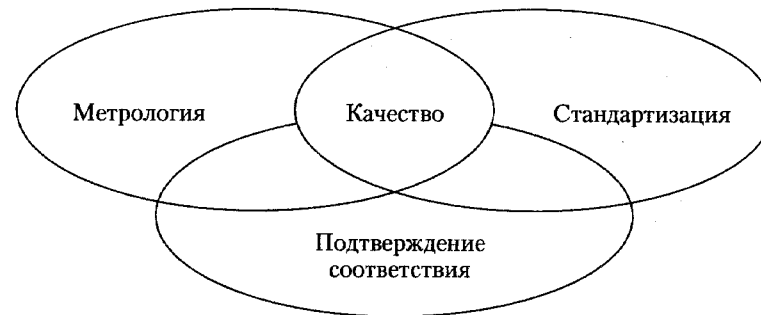 Метрология
Качество
Стандартизация
Подтверждение
соответствия